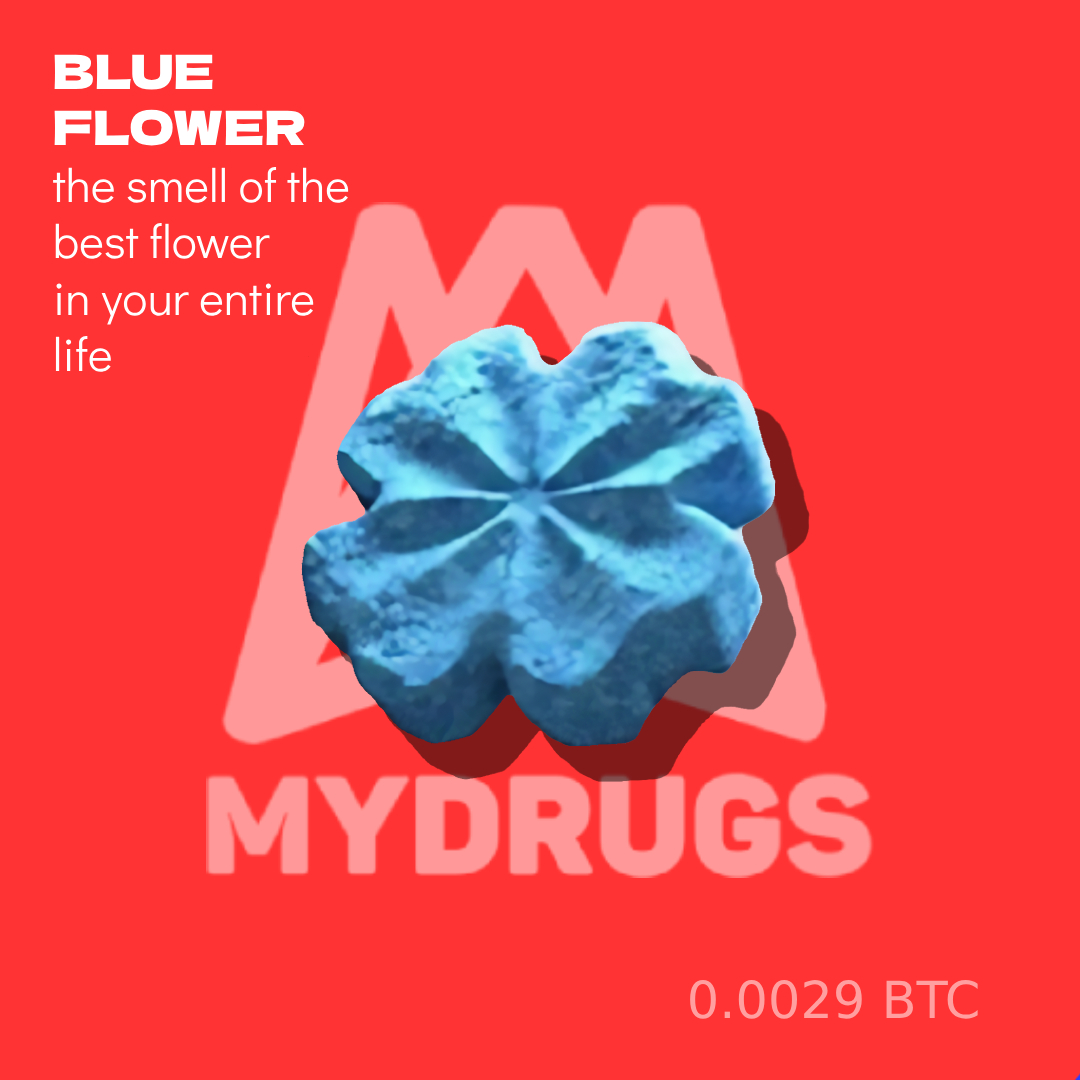 BLUE
FLOWER
the smell of the
best flower
in your entire
life
MYDRUGS
0.0029 BTC